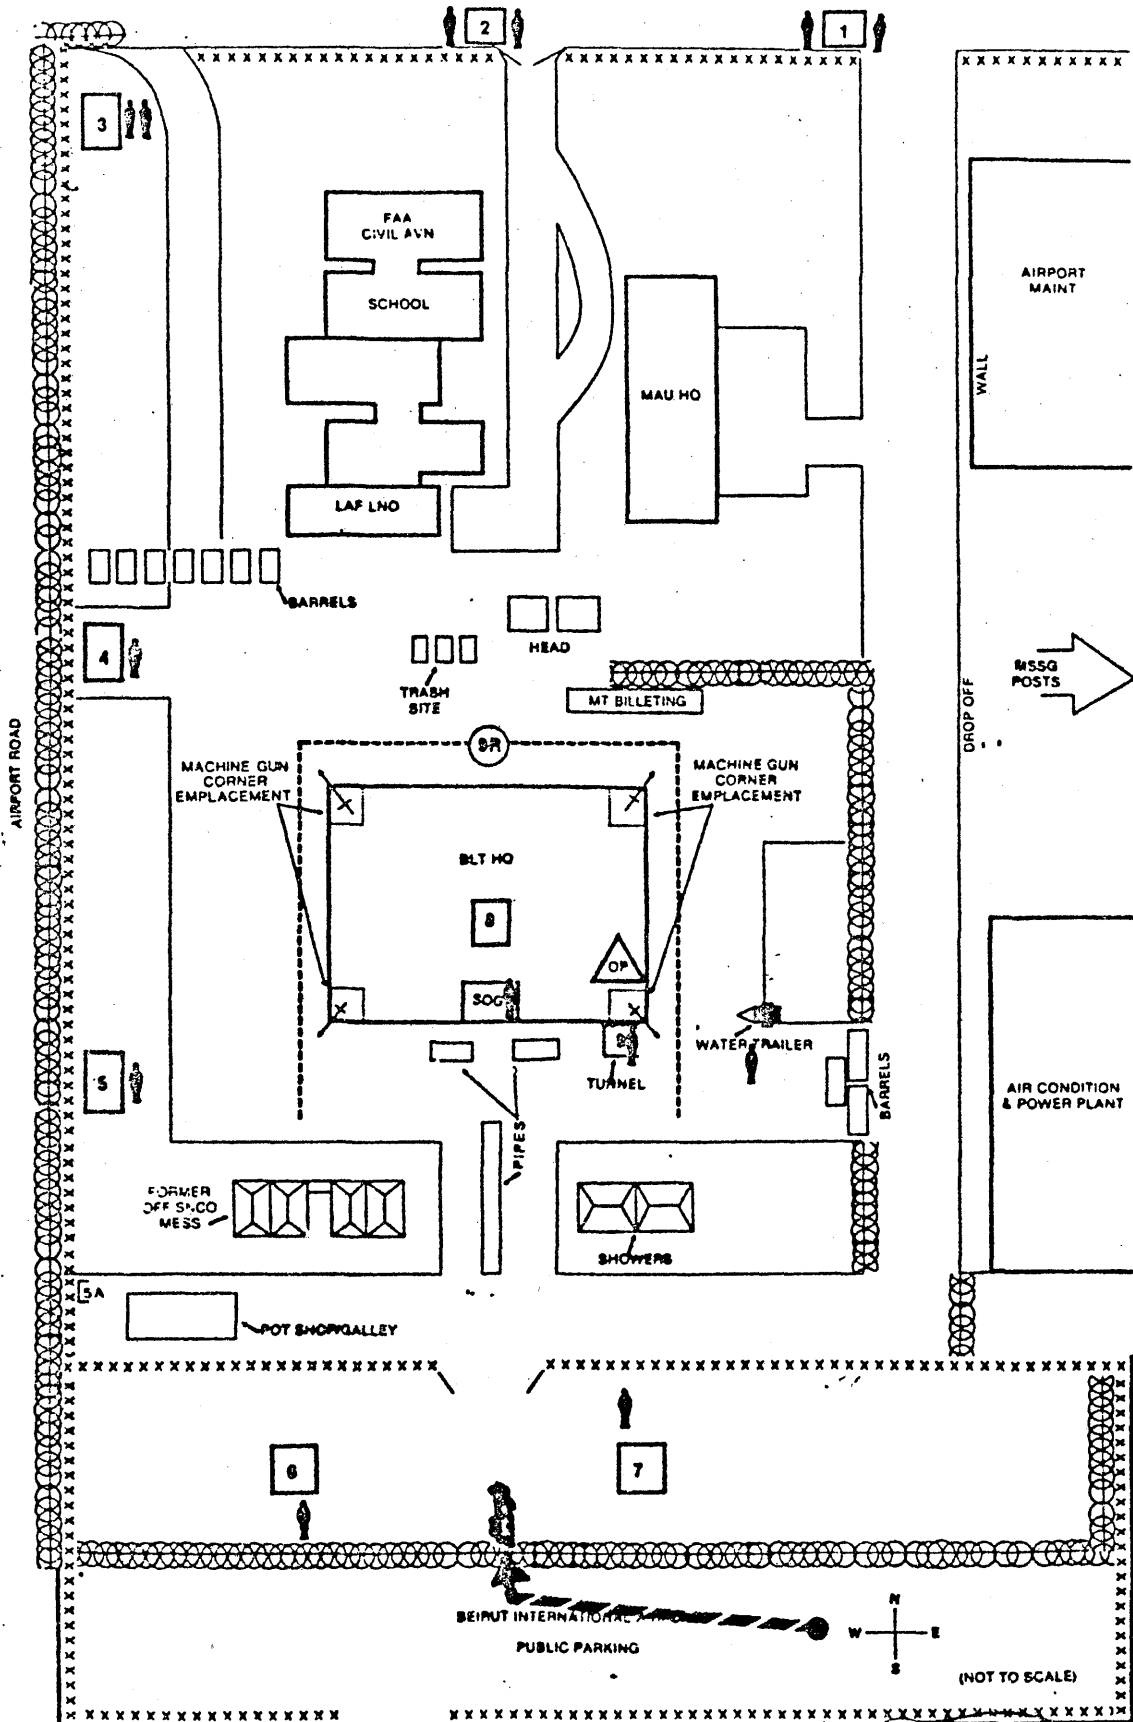 2
1
3
FAA
CIVIL AVN
SCHOOL
AIRPORT
MAINT
WALL
MAU HQ
LAF LNO
BARRELS
HEAD
4
TRASH
SITE
MT BILLETING
MSSG
POSTS
DROP OFF
AIRPORT ROAD
MACHINE GUN
CORNER
EMPLACEMENT
MACHINE GUN
CORNER
EMPLACEMENT
BLT HQ
8
OP
SOG
WATER TRAILER
TUNNEL
5
BARRELS
AIR CONDITION
& POWER PLANT
PIPES
FORMER
OFF SNCO
MESS
SHOWERS
5A
POT SHOP/GALLEY
6
7
BEIRUT INTERNATIONAL
PUBLIC PARKING
N
W E
S
(NOT TO SCALE)